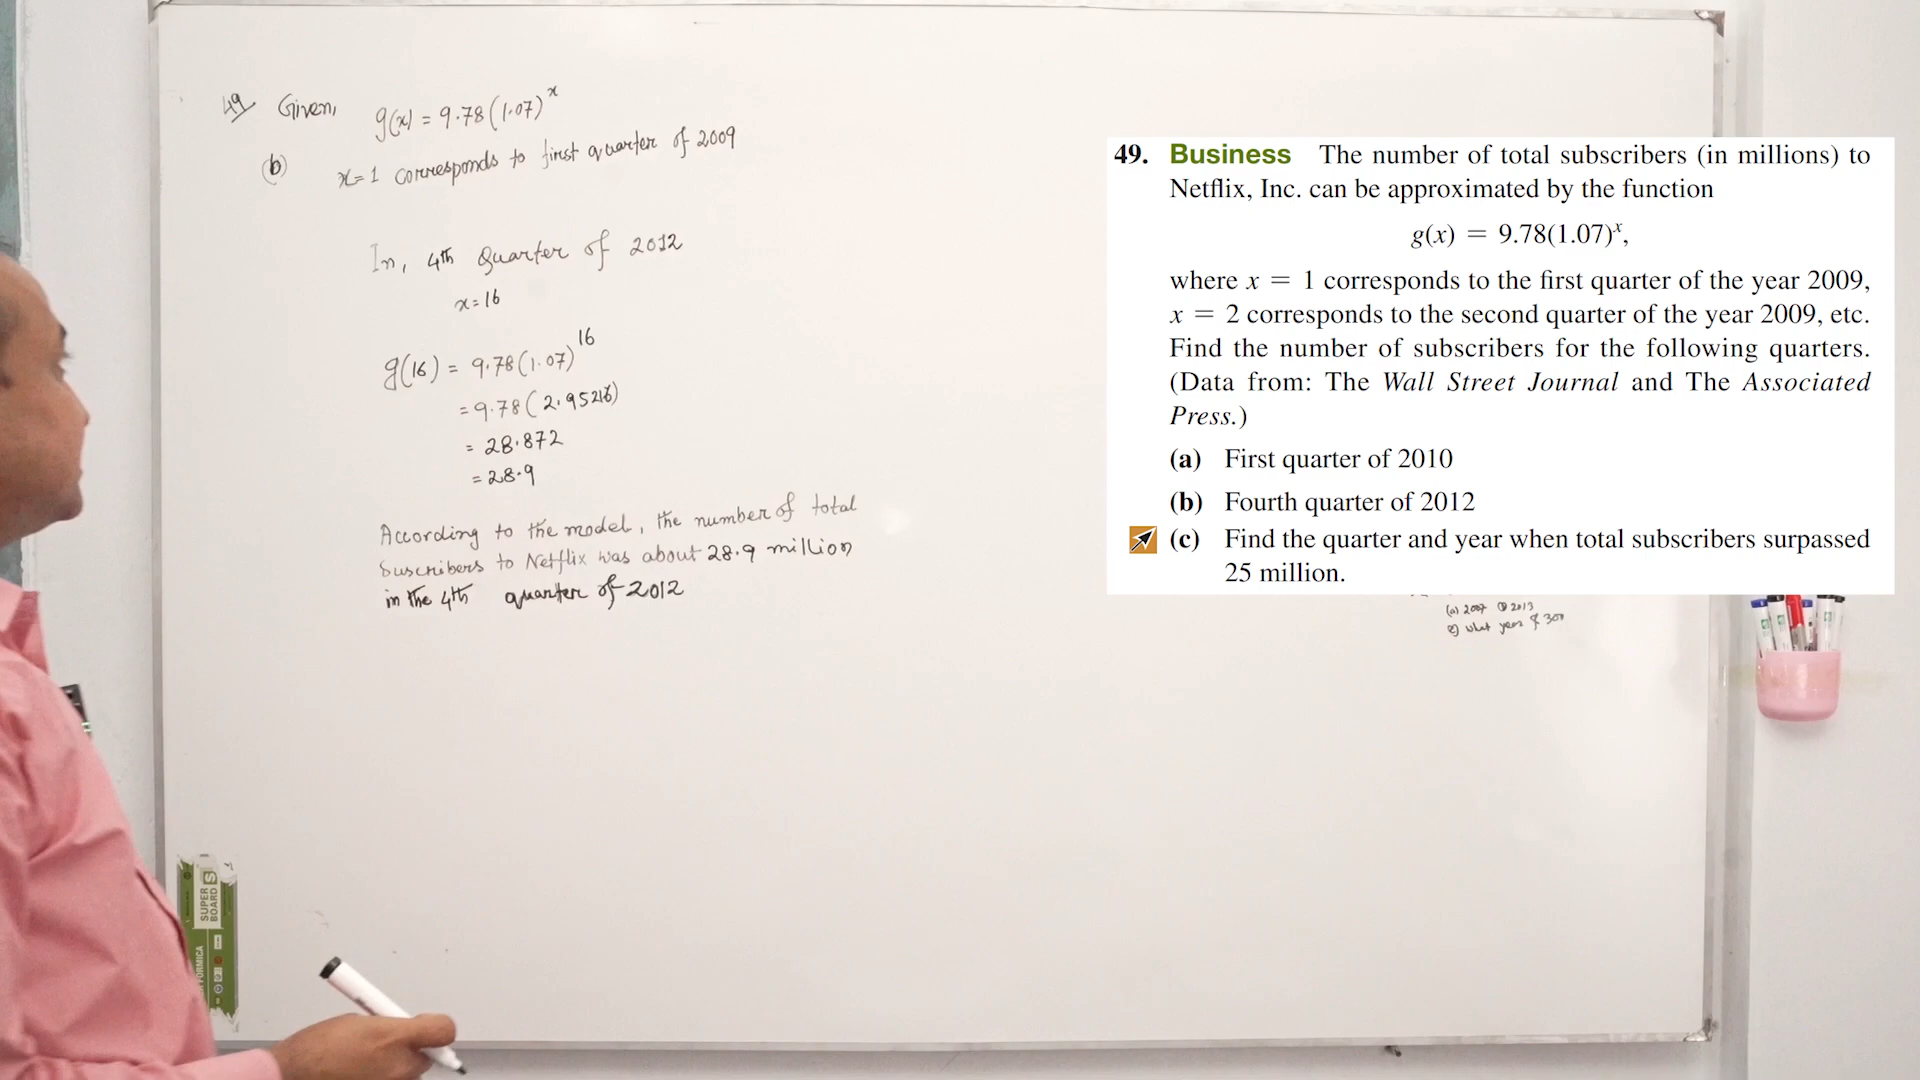 49 Given, g(x) = 9.78(1.07)^x
(b) x=1 corresponds to first quarter of 2009
In, 4th Quarter of 2012
x=16
g(16) = 9.78(1.07)^16
= 9.78(2.95216)
= 28.872
= 28.9
According to the model, the number of total
Suscribers to Netflix was about 28.9 million
in the 4th quarter of 2012
49. Business The number of total subscribers (in millions) to
Netflix, Inc. can be approximated by the function
g(x) = 9.78(1.07)^x,
where x = 1 corresponds to the first quarter of the year 2009,
x = 2 corresponds to the second quarter of the year 2009, etc.
Find the number of subscribers for the following quarters.
(Data from: The Wall Street Journal and The Associated
Press.)
(a) First quarter of 2010
(b) Fourth quarter of 2012
(c) Find the quarter and year when total subscribers surpassed
25 million.
(a) 2007 2013
what year
SUPER
BOARD S
FORMICA